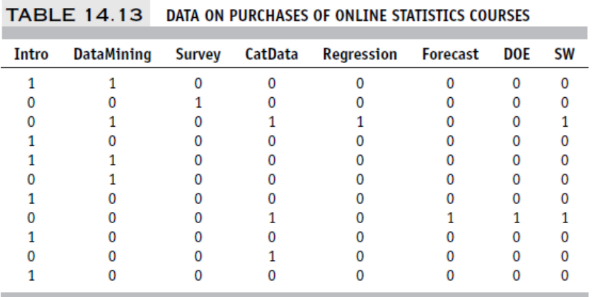 TABLE 14.13 DATA ON PURCHASES OF ONLINE STATISTICS COURSES
Intro DataMining Survey CatData Regression Forecast DOE SW
1 1 0 0 0 0 0 0
0 0 1 0 0 0 0 0
0 1 0 1 1 0 0 1
1 0 0 0 0 0 0 0
1 1 0 0 0 0 0 0
0 1 0 0 0 0 0 0
1 0 0 0 0 0 0 0
0 0 0 1 0 1 1 1
1 0 0 0 0 0 0 0
0 0 0 1 0 0 0 0
1 0 0 0 0 0 0 0